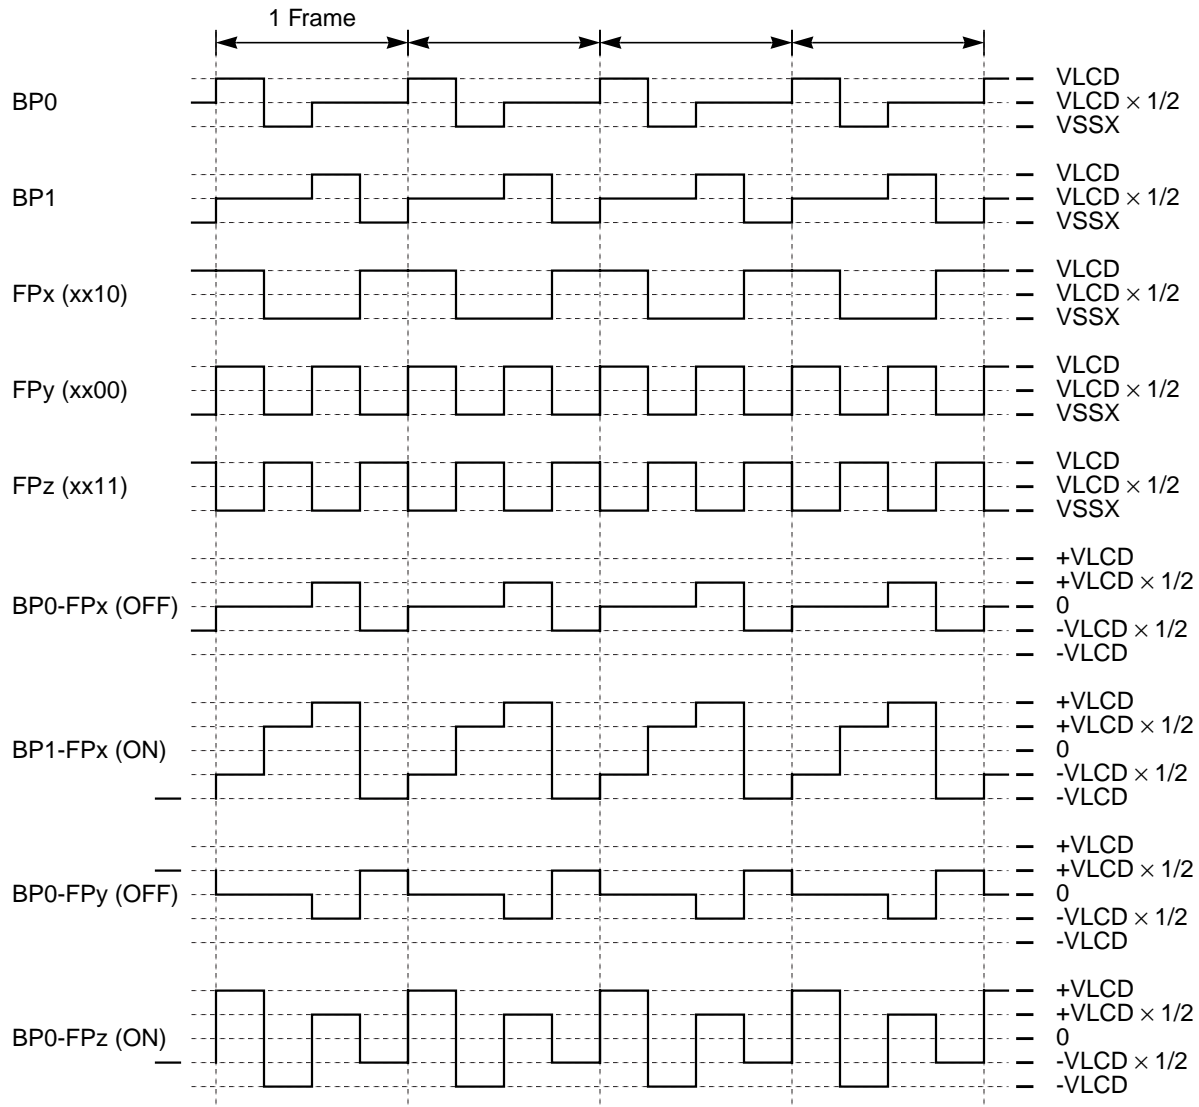 1 Frame
BP0
VLCD
VLCD × 1/2
VSSX
BP1
VLCD
VLCD × 1/2
VSSX
FPx (xx10)
VLCD
VLCD × 1/2
VSSX
FPy (xx00)
VLCD
VLCD × 1/2
VSSX
FPz (xx11)
VLCD
VLCD × 1/2
VSSX
BP0-FPx (OFF)
+VLCD
+VLCD × 1/2
0
-VLCD × 1/2
-VLCD
BP1-FPx (ON)
+VLCD
+VLCD × 1/2
0
-VLCD × 1/2
-VLCD
BP0-FPy (OFF)
+VLCD
+VLCD × 1/2
0
-VLCD × 1/2
-VLCD
BP0-FPz (ON)
+VLCD
+VLCD × 1/2
0
-VLCD × 1/2
-VLCD